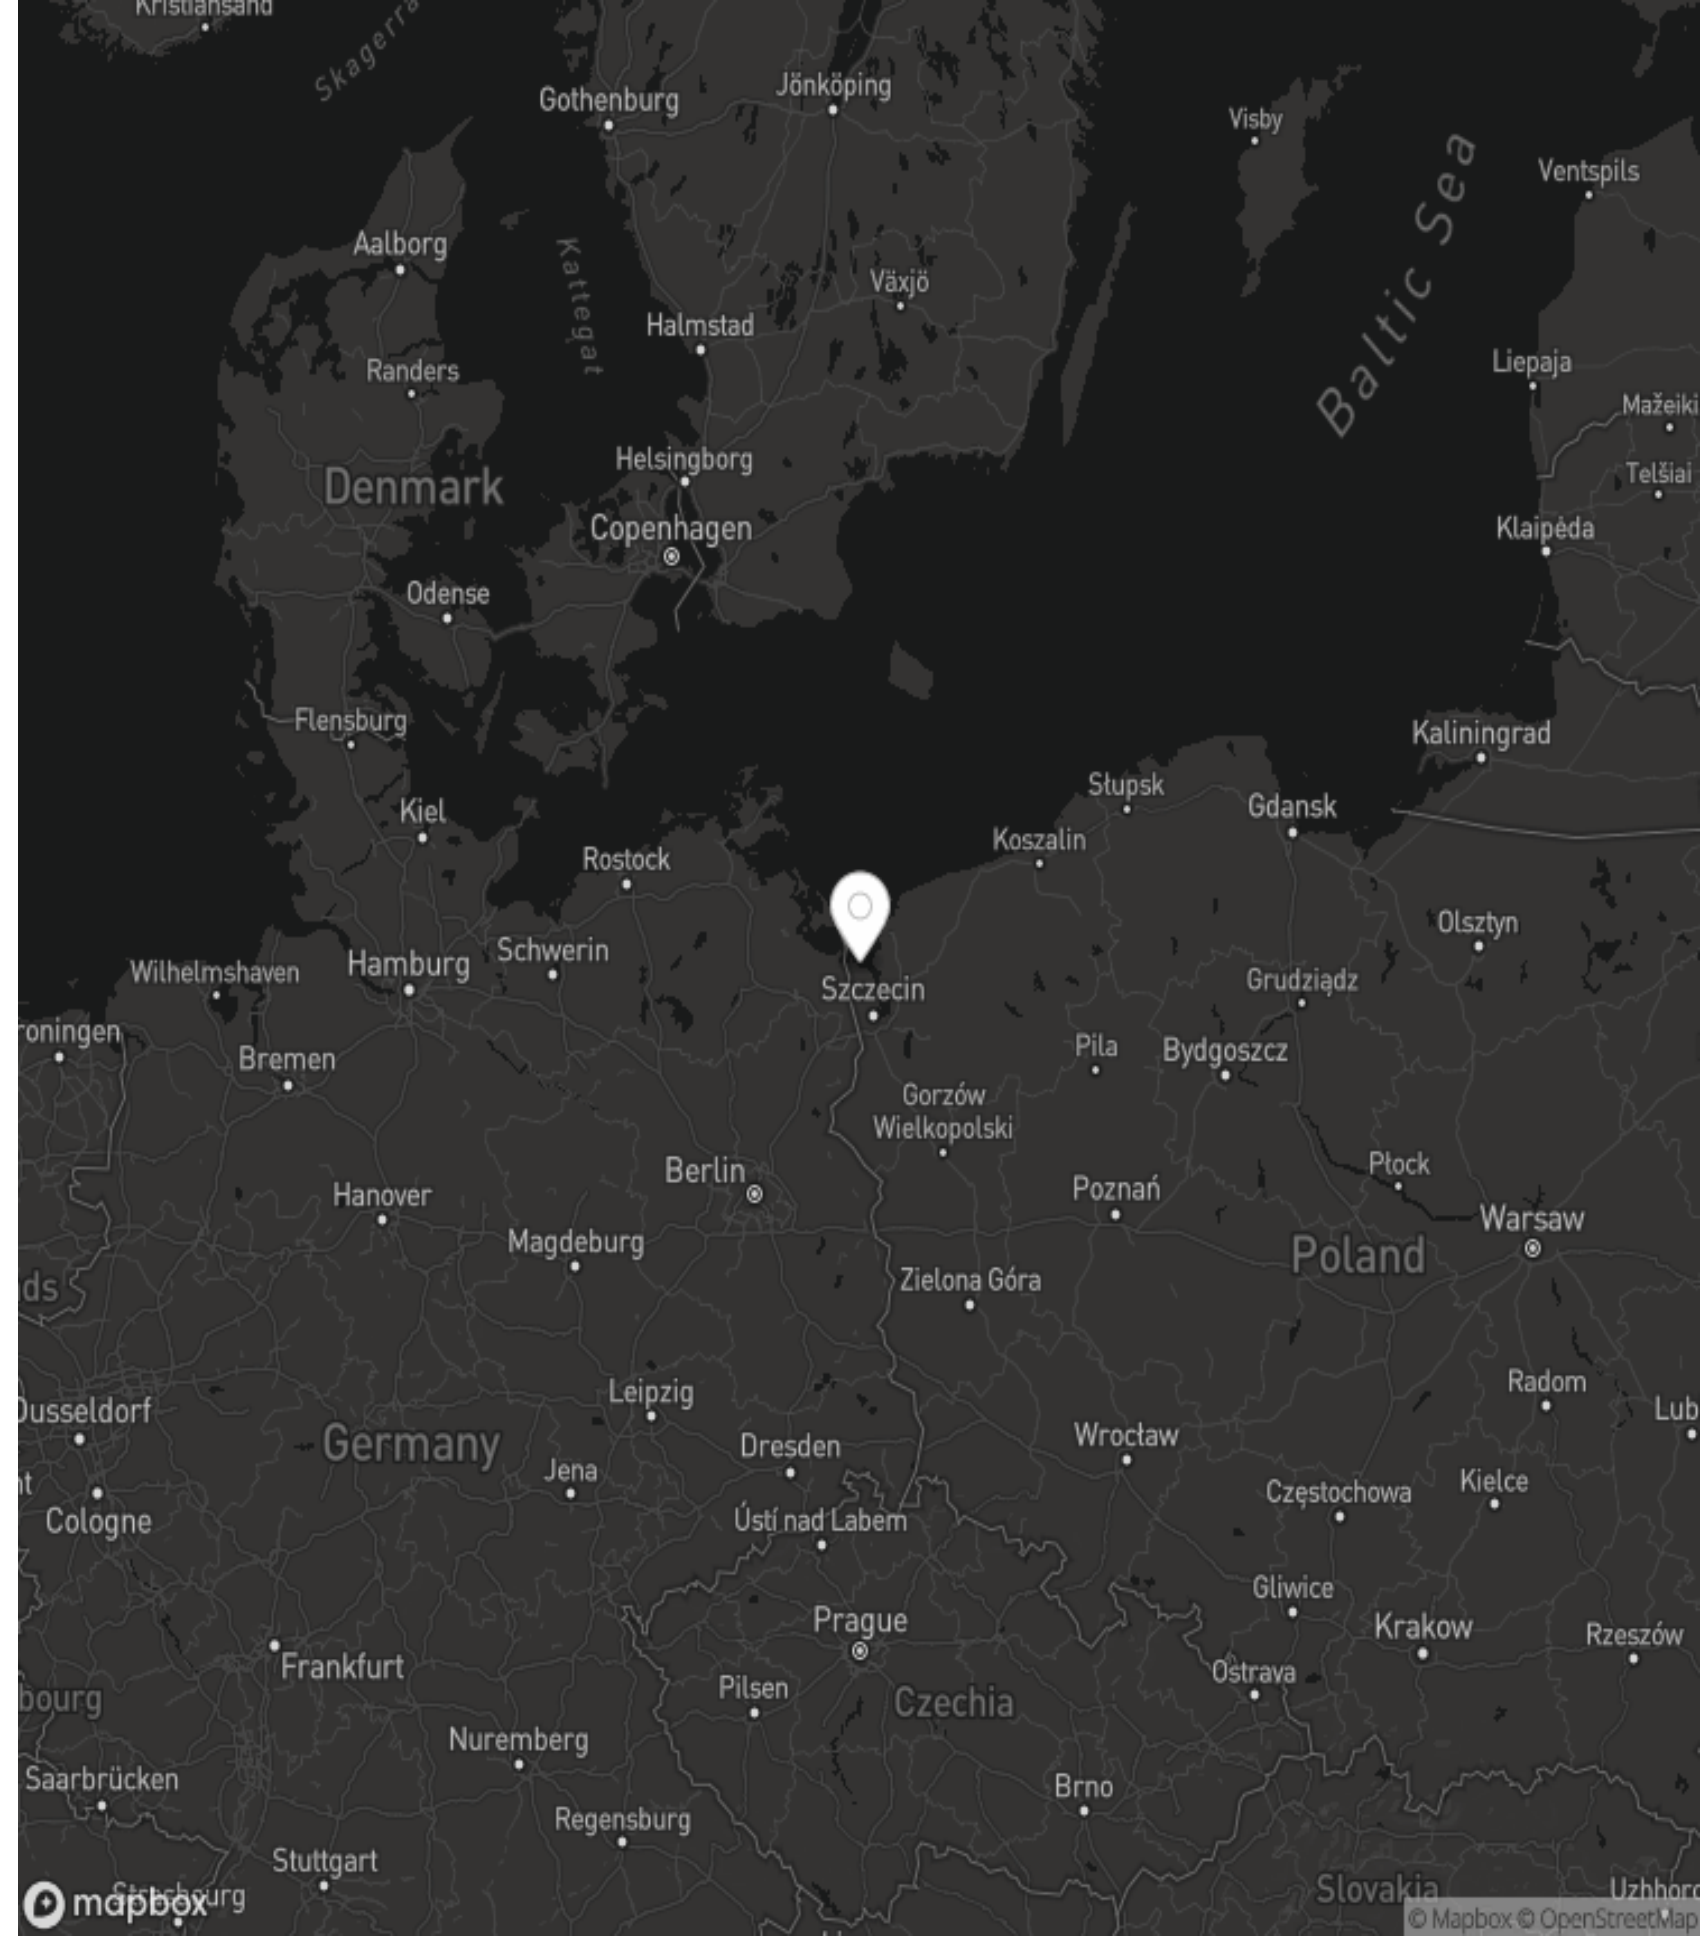 Kristiansand
Skagerra
Gothenburg
Jönköping
Visby
Baltic Sea
Ventspils
Aalborg
Kattegat
Växjö
Halmstad
Liepaja
Randers
Mažeiki
Helsingborg
Telšiai
Denmark
Copenhagen
Klaipėda
Odense
Flensburg
Kaliningrad
Słupsk
Gdansk
Kiel
Koszalin
Rostock
Olsztyn
Schwerin
Hamburg
Wilhelmshaven
Szczecin
Grudziądz
roningen
Bremen
Pila
Bydgoszcz
Gorzów
Wielkopolski
Berlin
Płock
Hanover
Poznań
Warsaw
Magdeburg
Poland
Zielona Góra
ds
Leipzig
Radom
Dusseldorf
Lub
Germany
Dresden
Wrocław
Jena
Kielce
Częstochowa
Cologne
Ústí nad Labem
Gliwice
Prague
Krakow
Rzeszów
Frankfurt
Ostrava
Pilsen
bourg
Czechia
Nuremberg
Saarbrücken
Brno
Regensburg
Stuttgart
Slovakia
Uzhhoro
Strasbourg
mapbox
© Mapbox © OpenStreetMap